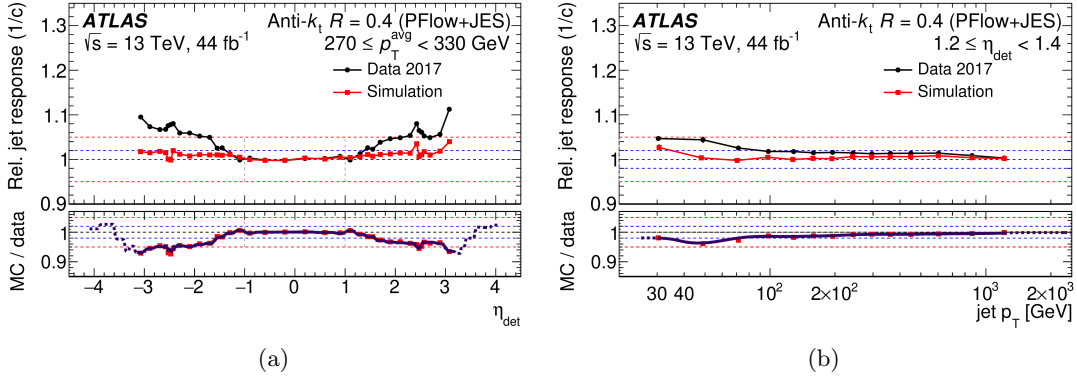 ATLAS
√s = 13 TeV, 44 fb⁻¹
Anti-kₜ R = 0.4 (PFlow+JES)
270 ≤ p_T^avg < 330 GeV
Data 2017
Simulation
Rel. jet response (1/c)
1.3
1.2
1.1
1
0.9
MC / data
1
0.9
−4 −3 −2 −1 0 1 2 3 4
η_det
(a)
ATLAS
√s = 13 TeV, 44 fb⁻¹
Anti-kₜ R = 0.4 (PFlow+JES)
1.2 ≤ η_det < 1.4
Data 2017
Simulation
Rel. jet response (1/c)
1.3
1.2
1.1
1
0.9
MC / data
1
0.9
30 40 10² 2×10² 10³ 2×10³
jet p_T [GeV]
(b)